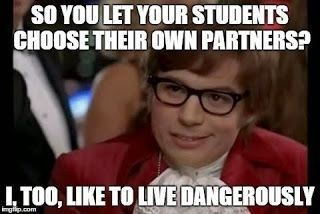 SO YOU LET YOUR STUDENTS
CHOOSE THEIR OWN PARTNERS?
I, TOO, LIKE TO LIVE DANGEROUSLY
imgflip.com